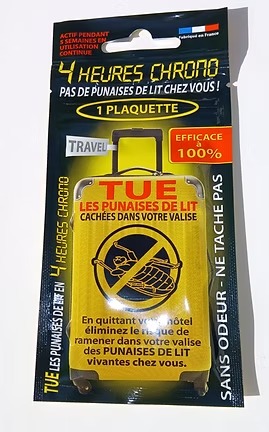 ACTIF PENDANT
5 SEMAINES EN
UTILISATION
CONTINUE
Fabriqué en France
4 HEURES CHRONO
PAS DE PUNAISES DE LIT CHEZ VOUS !
1 PLAQUETTE
TRAVEL
EFFICACE
à
100%
TUE
LES PUNAISES DE LIT
CACHÉES DANS VOTRE VALISE
En quittant votre hôtel
éliminez le risque de
ramener dans votre valise
des PUNAISES DE LIT
vivantes chez vous.
TUE LES PUNAISES DE LIT EN 4 HEURES CHRONO
SANS ODEUR - NE TACHE PAS